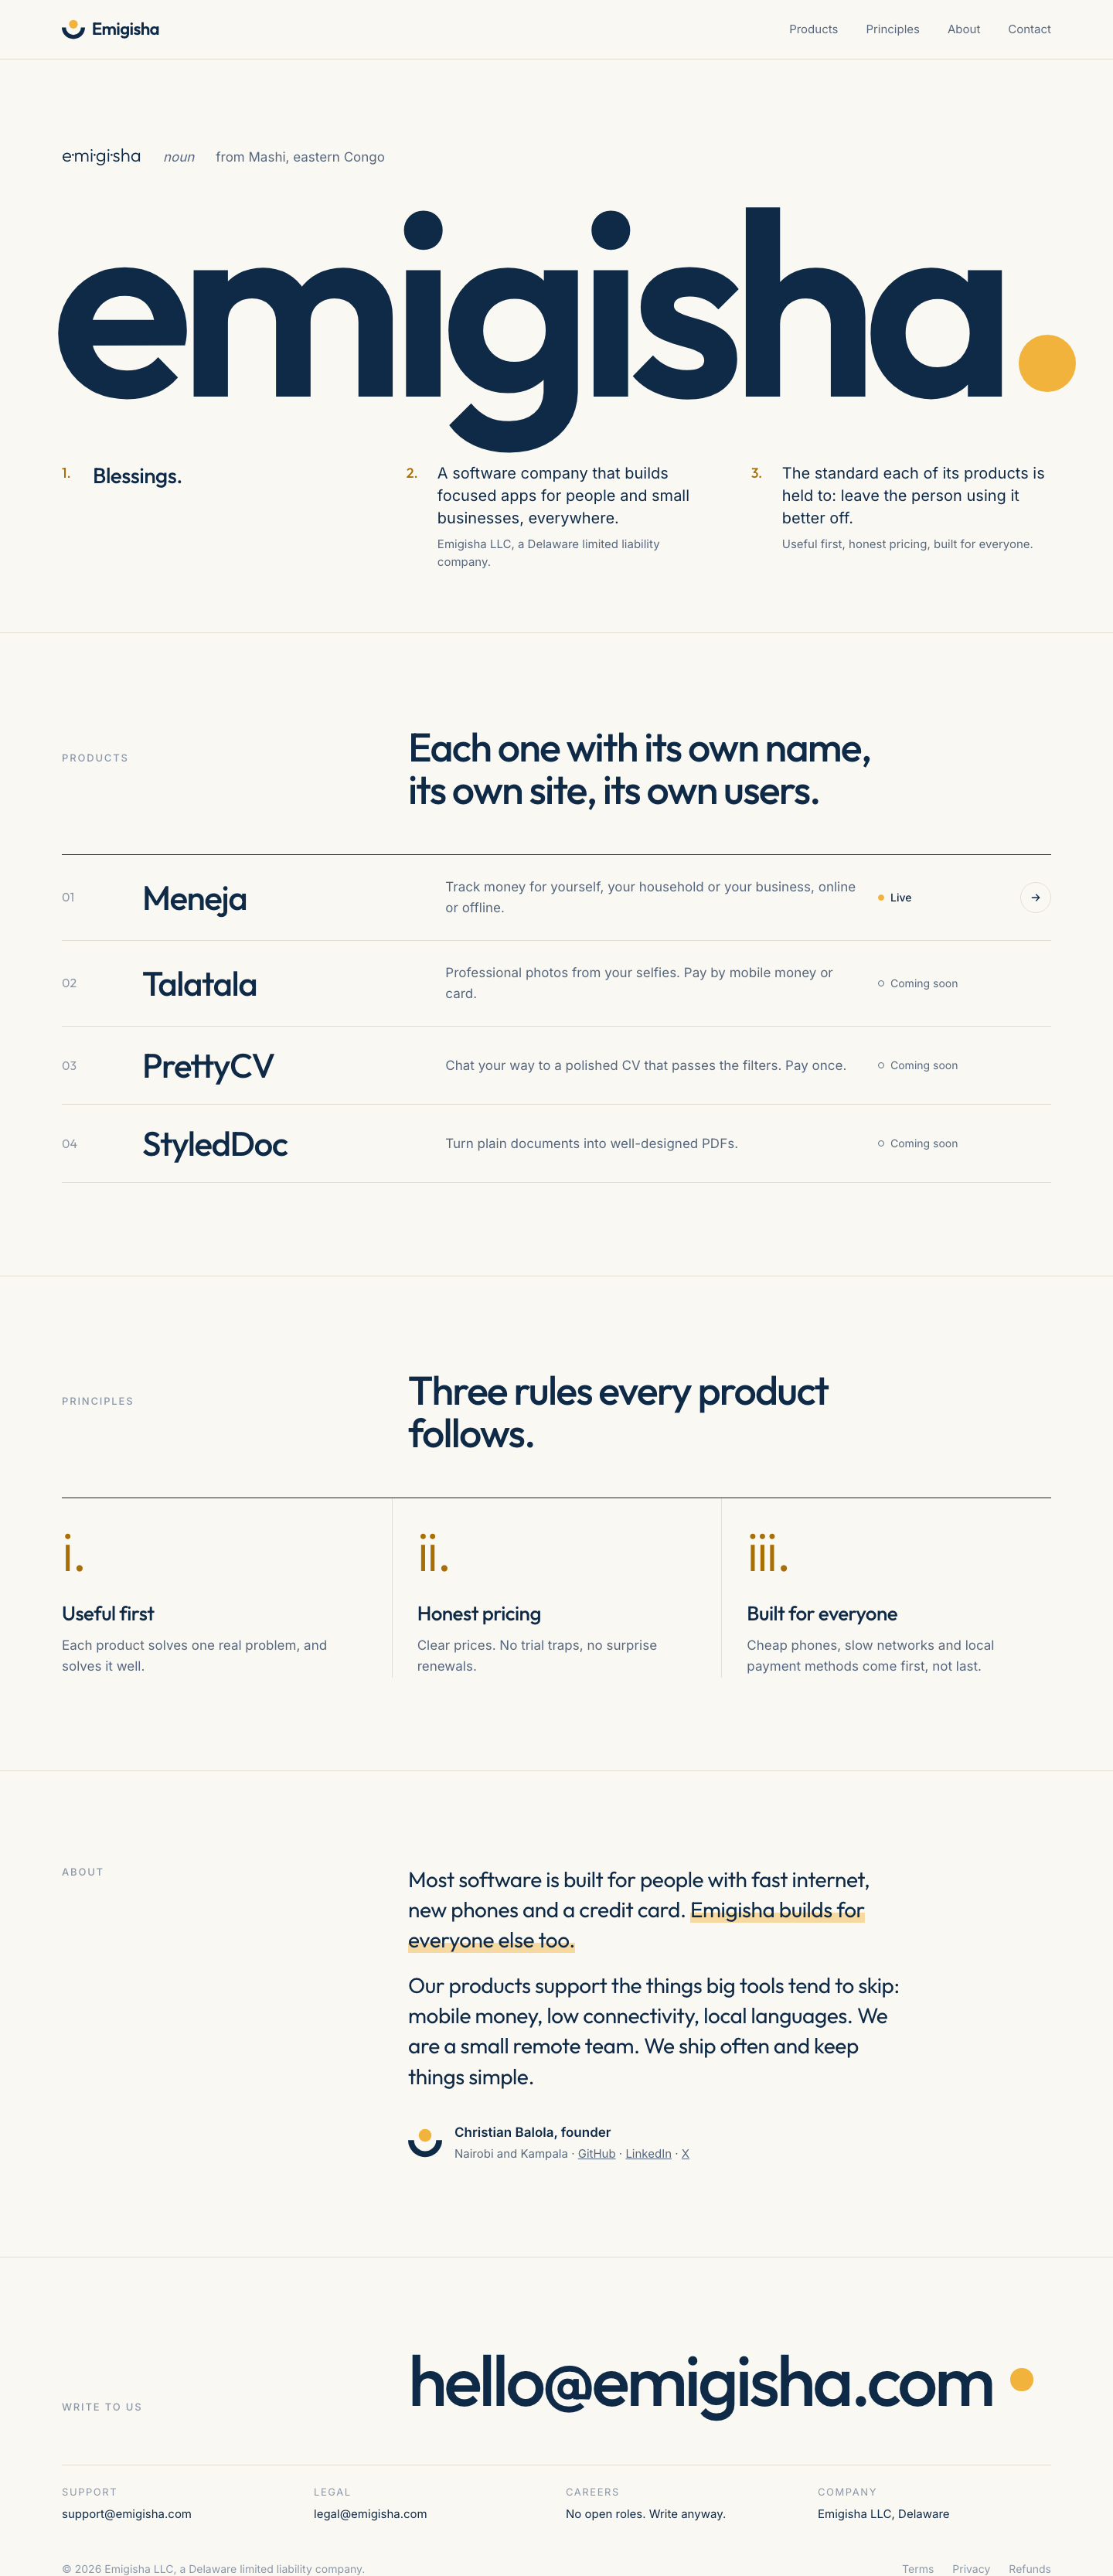 Emigisha
Products Principles About Contact
e·mi·gi·sha noun from Mashi, eastern Congo
emigisha.
1. Blessings.
2. A software company that builds
focused apps for people and small
businesses, everywhere.
Emigisha LLC, a Delaware limited liability
company.
3. The standard each of its products is
held to: leave the person using it
better off.
Useful first, honest pricing, built for everyone.
PRODUCTS
Each one with its own name,
its own site, its own users.
01 Meneja
Track money for yourself, your household or your business, online
or offline.
Live →
02 Talatala
Professional photos from your selfies. Pay by mobile money or
card.
Coming soon
03 PrettyCV
Chat your way to a polished CV that passes the filters. Pay once.
Coming soon
04 StyledDoc
Turn plain documents into well-designed PDFs.
Coming soon
PRINCIPLES
Three rules every product
follows.
i.
Useful first
Each product solves one real problem, and
solves it well.
ii.
Honest pricing
Clear prices. No trial traps, no surprise
renewals.
iii.
Built for everyone
Cheap phones, slow networks and local
payment methods come first, not last.
ABOUT
Most software is built for people with fast internet,
new phones and a credit card. Emigisha builds for
everyone else too.
Our products support the things big tools tend to skip:
mobile money, low connectivity, local languages. We
are a small remote team. We ship often and keep
things simple.
Christian Balola, founder
Nairobi and Kampala · GitHub · LinkedIn · X
WRITE TO US
hello@emigisha.com
SUPPORT
support@emigisha.com
LEGAL
legal@emigisha.com
CAREERS
No open roles. Write anyway.
COMPANY
Emigisha LLC, Delaware
© 2026 Emigisha LLC, a Delaware limited liability company.
Terms Privacy Refunds